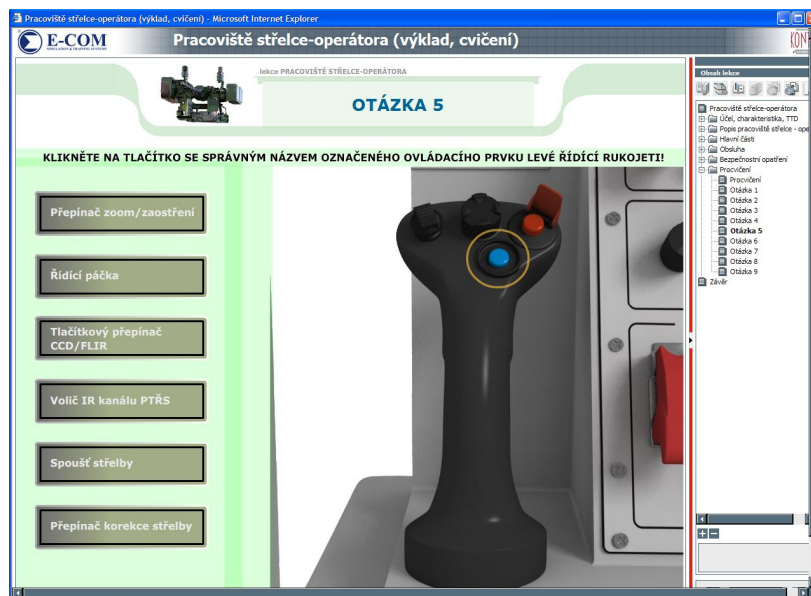 Pracoviště střelce-operátora (výklad, cvičení) - Microsoft Internet Explorer
E-COM
SIMULATION & TRAINING SYSTEMS
Pracoviště střelce-operátora (výklad, cvičení)
lekce PRACOVIŠTĚ STŘELCE-OPERÁTORA
OTÁZKA 5
KLIKNĚTE NA TLAČÍTKO SE SPRÁVNÝM NÁZVEM OZNAČENÉHO OVLÁDACÍHO PRVKU LEVÉ ŘÍDÍCÍ RUKOJETI!
Přepínač zoom/zaostření
Řídící páčka
Tlačítkový přepínač
CCD/FLIR
Volič IR kanálu PTŘS
Spoušť střelby
Přepínač korekce střelby
Obsah lekce
Pracoviště střelce-operátora
Účel, charakteristika, TTD
Popis pracoviště střelce - ope
Hlavní části
Obsluha
Bezpečnostní opatření
Procvičení
Procvičení
Otázka 1
Otázka 2
Otázka 3
Otázka 4
Otázka 5
Otázka 6
Otázka 7
Otázka 8
Otázka 9
Závěr